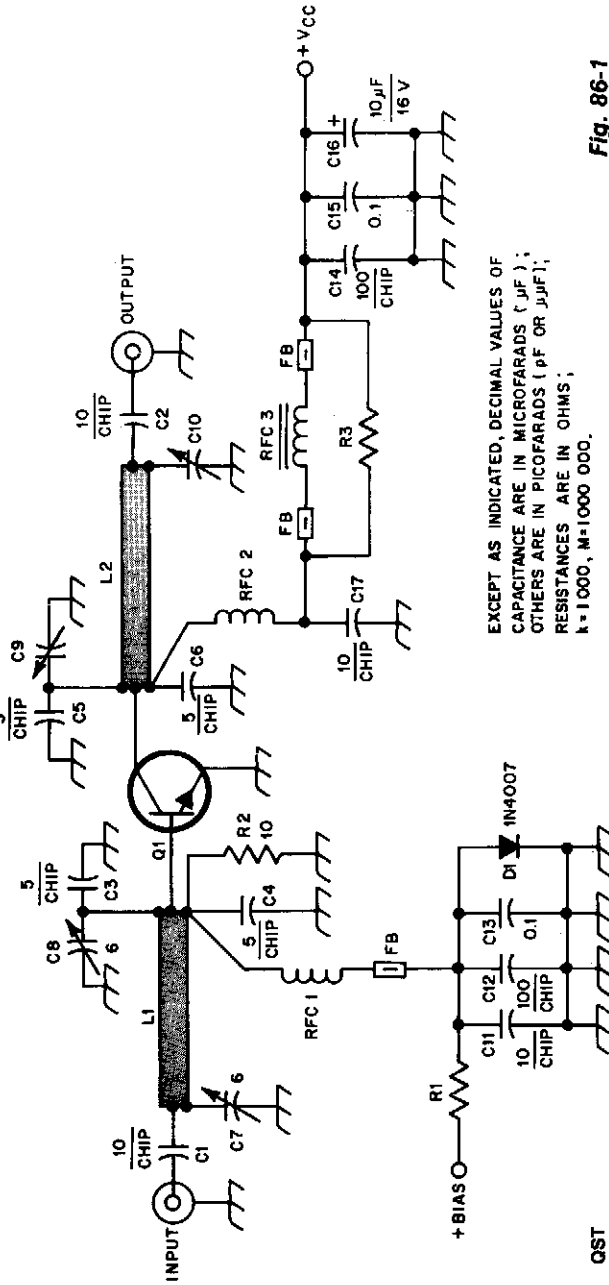 INPUT
10
CHIP
C1
C7
6
L1
C8
6
5
CHIP
C3
Q1
R2
10
5
CHIP
C4
RFC 1
FB
+BIAS
R1
C11
10
CHIP
C12
100
CHIP
C13
0.1
D1
1N4007
CHIP
C5
C9
L2
C6
5
CHIP
10
CHIP
C2
OUTPUT
C10
RFC 2
C17
10
CHIP
FB
RFC 3
FB
R3
C14
100
CHIP
C15
0.1
C16
+
10µF
16 V
+VCC
EXCEPT AS INDICATED, DECIMAL VALUES OF
CAPACITANCE ARE IN MICROFARADS (µF);
OTHERS ARE IN PICOFARADS (pF OR µµF);
RESISTANCES ARE IN OHMS;
k=1000, M=1000 000.
QST
Fig. 86-1